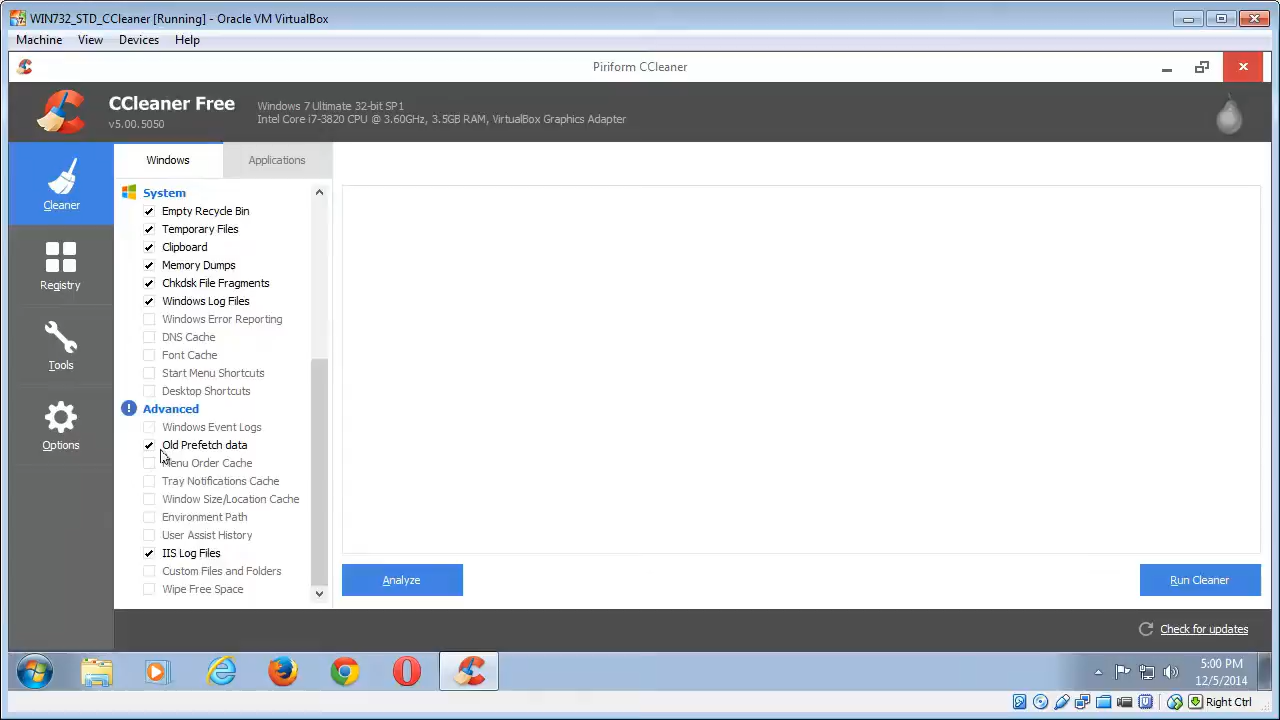 WIN732_STD_CCleaner [Running] - Oracle VM VirtualBox
Machine View Devices Help
Piriform CCleaner
CCleaner Free
v5.00.5050
Windows 7 Ultimate 32-bit SP1
Intel Core i7-3820 CPU @ 3.60GHz, 3.5GB RAM, VirtualBox Graphics Adapter
Cleaner
Registry
Tools
Options
Windows Applications
System
Empty Recycle Bin
Temporary Files
Clipboard
Memory Dumps
Chkdsk File Fragments
Windows Log Files
Windows Error Reporting
DNS Cache
Font Cache
Start Menu Shortcuts
Desktop Shortcuts
Advanced
Windows Event Logs
Old Prefetch data
Menu Order Cache
Tray Notifications Cache
Window Size/Location Cache
Environment Path
User Assist History
IIS Log Files
Custom Files and Folders
Wipe Free Space
Analyze
Run Cleaner
Check for updates
5:00 PM
12/5/2014
Right Ctrl